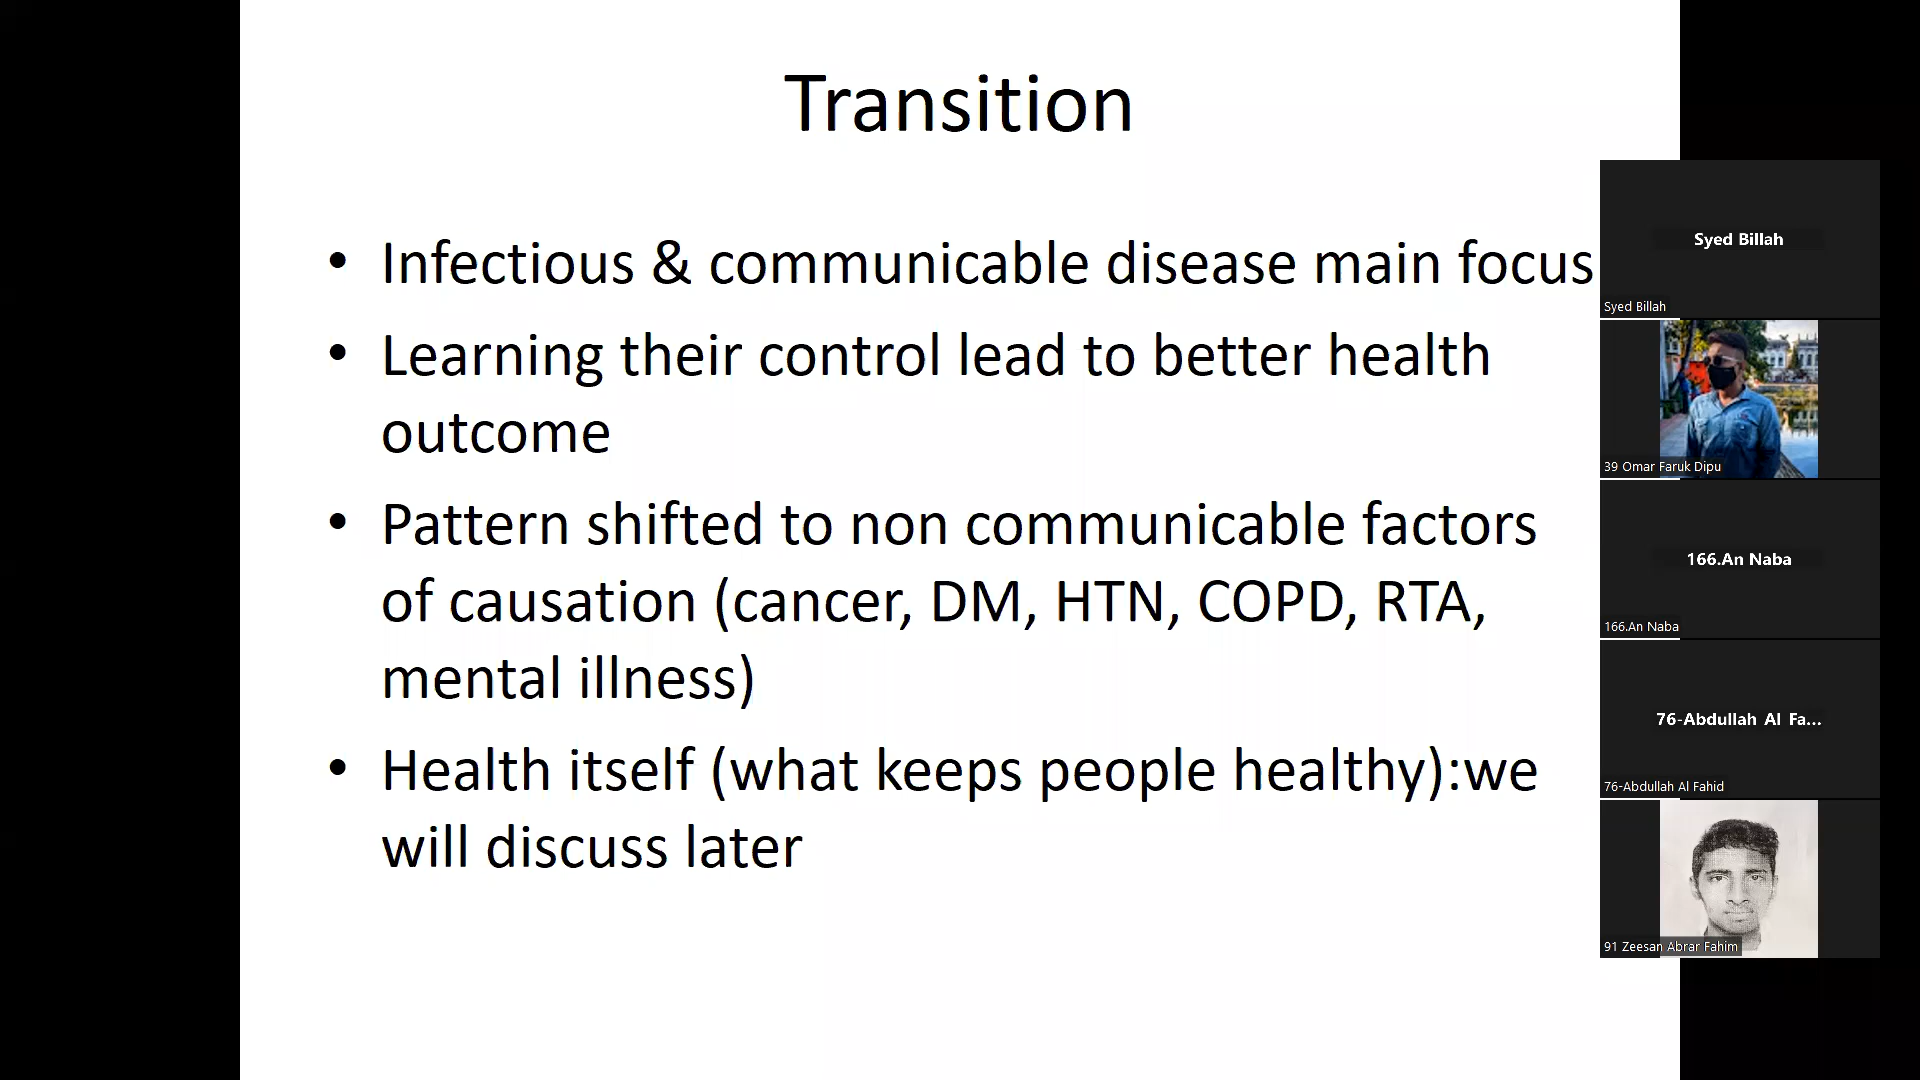 Transition
• Infectious & communicable disease main focus
• Learning their control lead to better health
outcome
• Pattern shifted to non communicable factors
of causation (cancer, DM, HTN, COPD, RTA,
mental illness)
• Health itself (what keeps people healthy):we
will discuss later
Syed Billah
Syed Billah
39 Omar Faruk Dipu
166.An Naba
166.An Naba
76-Abdullah Al Fa...
76-Abdullah Al Fahid
91 Zeesan Abrar Fahim